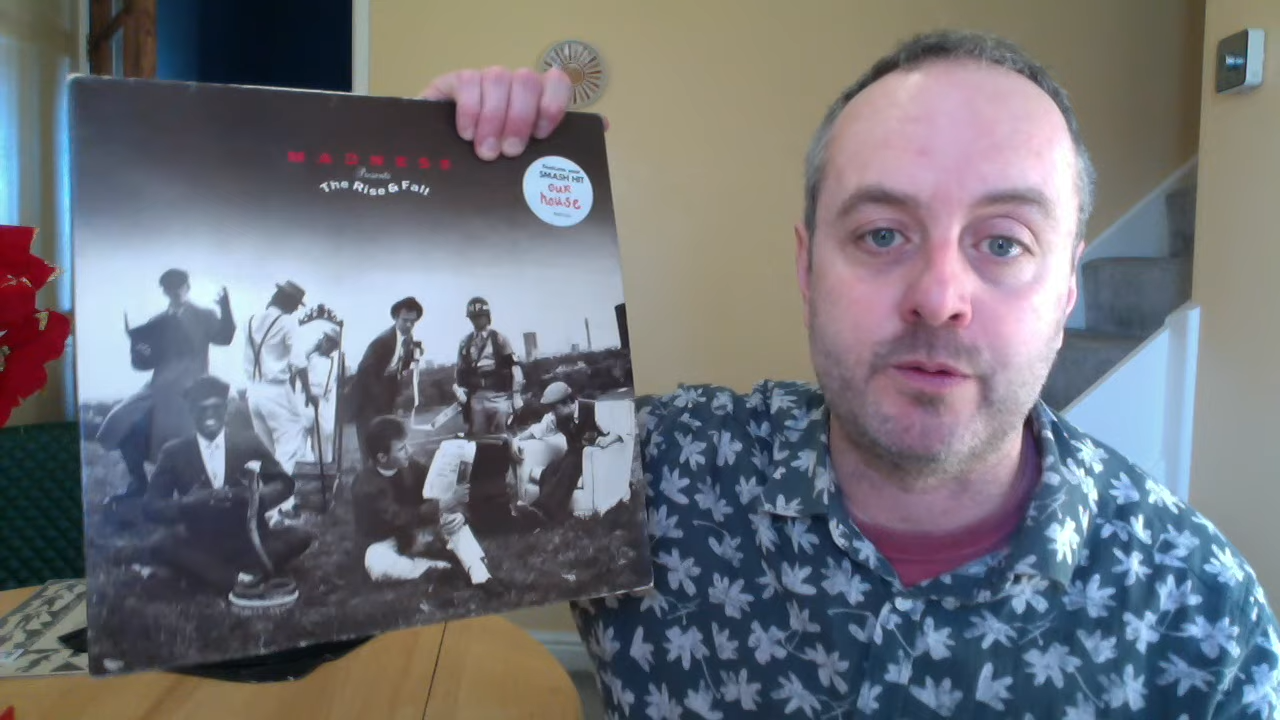 MADNESS
Presents
The Rise & Fall
SMASH HIT
OUR
house